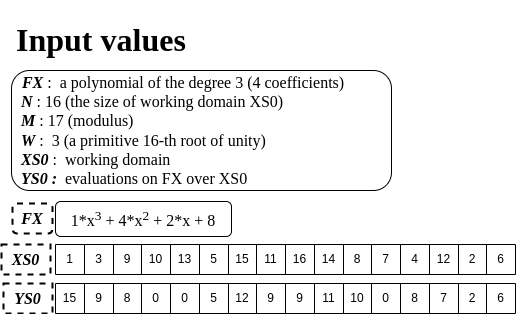 Input values
FX : a polynomial of the degree 3 (4 coefficients)
N : 16 (the size of working domain XS0)
M : 17 (modulus)
W : 3 (a primitive 16-th root of unity)
XS0 : working domain
YS0 : evaluations on FX over XS0
FX 1*x³ + 4*x² + 2*x + 8
XS0 1 3 9 10 13 5 15 11 16 14 8 7 4 12 2 6
YS0 15 9 8 0 0 5 12 9 9 11 10 0 8 7 2 6